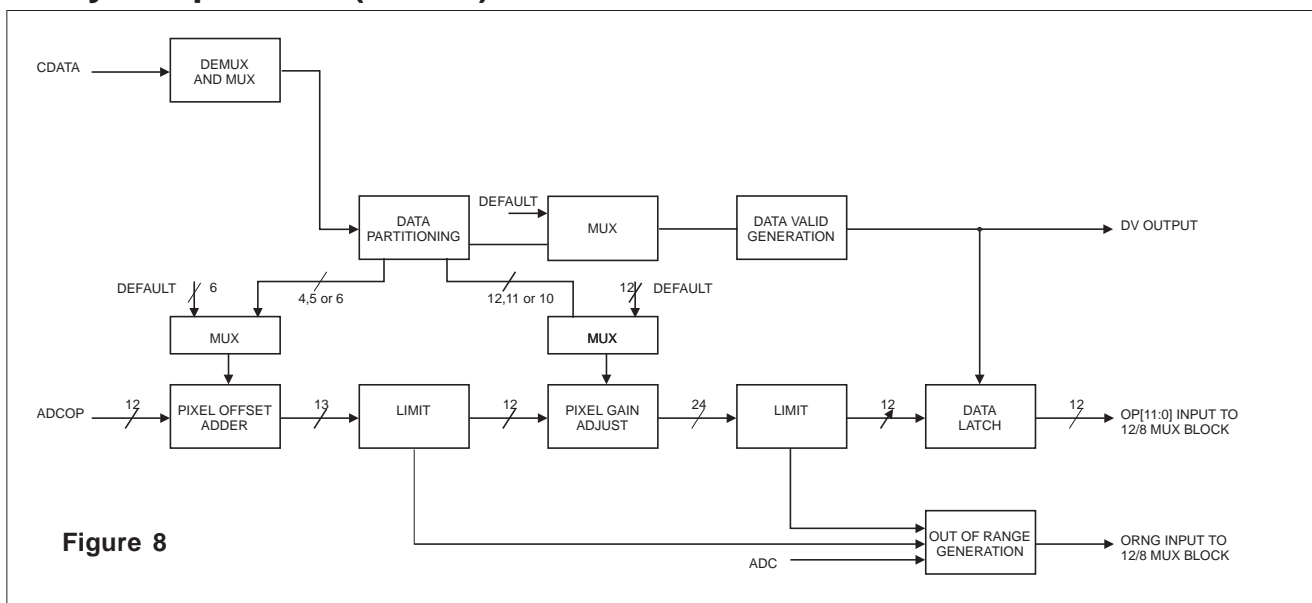 CDATA
DEMUX
AND MUX
DATA
PARTITIONING
DEFAULT
MUX
DATA VALID
GENERATION
DV OUTPUT
DEFAULT
6
4,5 or 6
12,11 or 10
12
DEFAULT
MUX
MUX
ADCOP
12
PIXEL OFFSET
ADDER
13
LIMIT
12
PIXEL GAIN
ADJUST
24
LIMIT
12
DATA
LATCH
12
OP[11:0] INPUT TO
12/8 MUX BLOCK
Figure 8
ADC
OUT OF RANGE
GENERATION
ORNG INPUT TO
12/8 MUX BLOCK